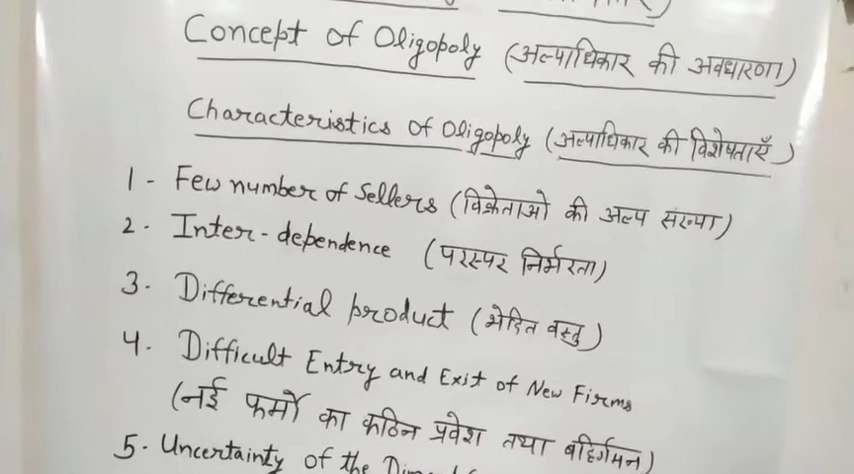 Concept of Oligopoly (अल्पाधिकार की अवधारणा)
Characteristics of Oligopoly (अल्पाधिकार की विशेषताएँ)
1- Few number of Sellers (विक्रेताओ की अल्प संख्या)
2. Inter-dependence (परस्पर निर्भरता)
3. Differential product (भेदित वस्तु)
4. Difficult Entry and Exit of New Firms
(नई फर्मो का कठिन प्रवेश तथा बहिर्गमन)
5. Uncertainty of the